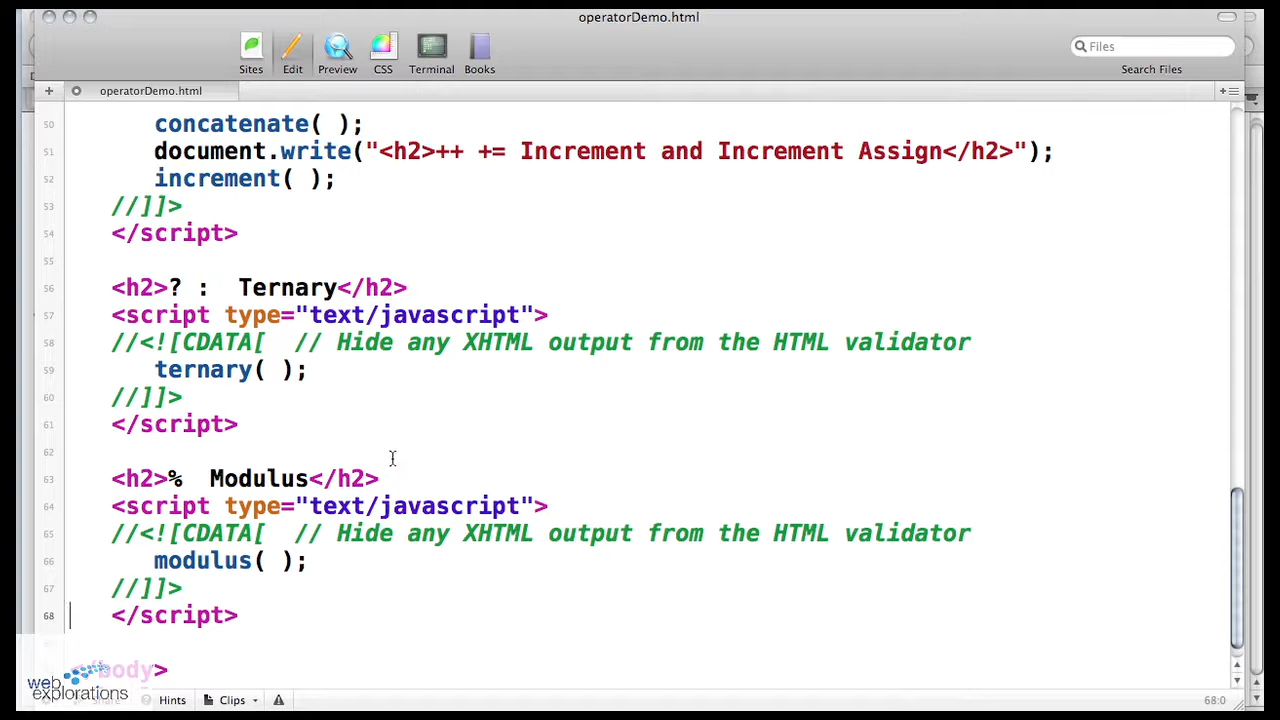 operatorDemo.html
Sites Edit Preview CSS Terminal Books
Files
Search Files
operatorDemo.html
50 concatenate( );
51 document.write("<h2>++ += Increment and Increment Assign</h2>");
52 increment( );
53 //]]>
54 </script>
55
56 <h2>? :  Ternary</h2>
57 <script type="text/javascript">
58 //<![CDATA[  // Hide any XHTML output from the HTML validator
59 ternary( );
60 //]]>
61 </script>
62
63 <h2>%  Modulus</h2>
64 <script type="text/javascript">
65 //<![CDATA[  // Hide any XHTML output from the HTML validator
66 modulus( );
67 //]]>
68 </script>
</body>
web
explorations
Share Hints Clips 68:0